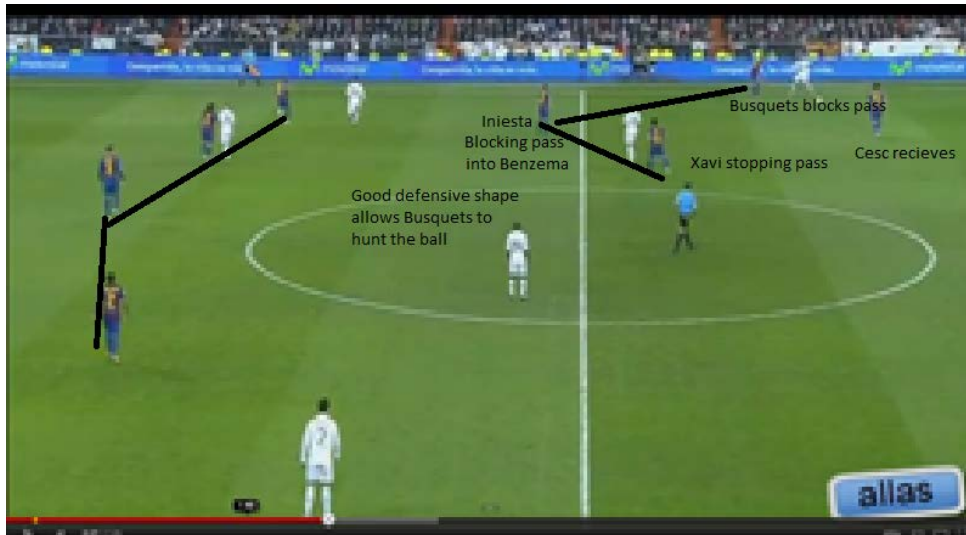 Busquets blocks pass
Iniesta
Blocking pass
into Benzema
Cesc recieves
Xavi stopping pass
Good defensive shape
allows Busquets to
hunt the ball
7
allas